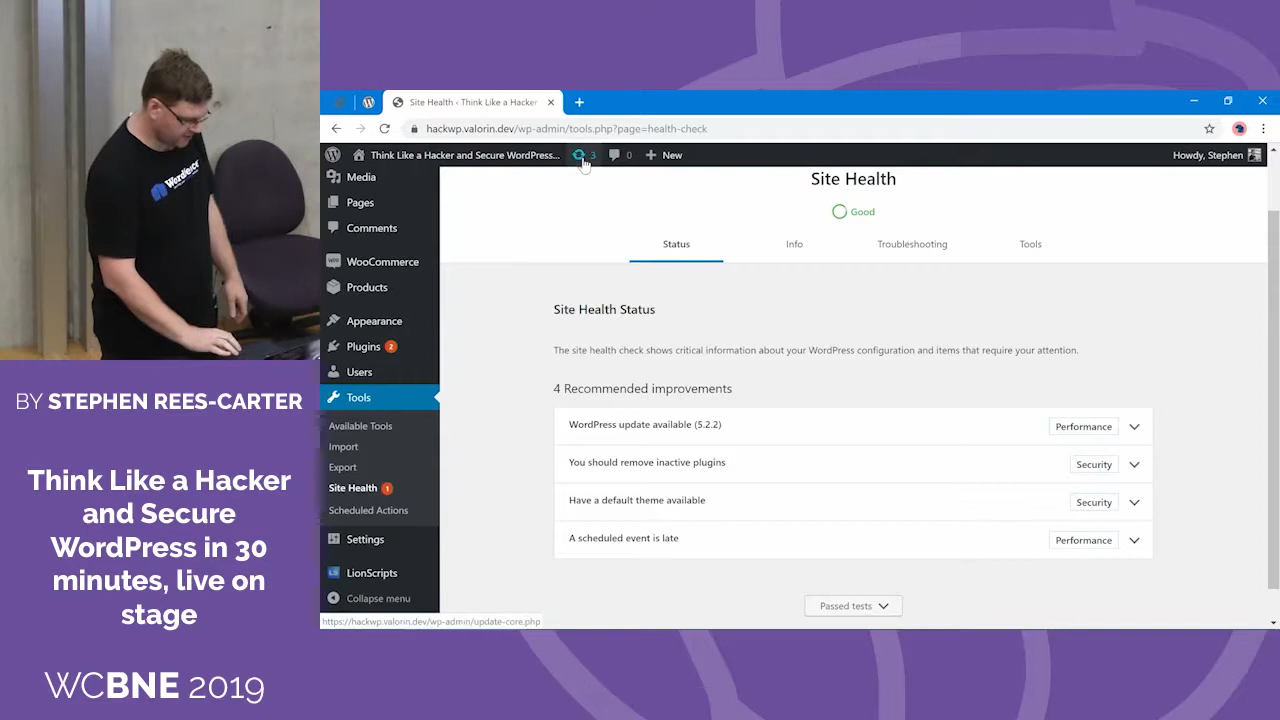 Wordfence
BY STEPHEN REES-CARTER
Think Like a Hacker
and Secure
WordPress in 30
minutes, live on
stage
WCBNE 2019
Site Health ‹ Think Like a Hacker
hackwp.valorin.dev/wp-admin/tools.php?page=health-check
Think Like a Hacker and Secure WordPress... 3 0 New Howdy, Stephen
Media
Pages
Comments
WooCommerce
Products
Appearance
Plugins 2
Users
Tools
Available Tools
Import
Export
Site Health 1
Scheduled Actions
Settings
LionScripts
Collapse menu
https://hackwp.valorin.dev/wp-admin/update-core.php
Site Health
Good
Status Info Troubleshooting Tools
Site Health Status
The site health check shows critical information about your WordPress configuration and items that require your attention.
4 Recommended improvements
WordPress update available (5.2.2) Performance
You should remove inactive plugins Security
Have a default theme available Security
A scheduled event is late Performance
Passed tests